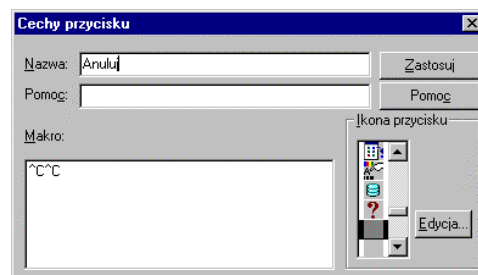 Cechy przycisku
Nazwa: Anuluj Zastosuj
Pomoc: Pomoc
Ikona przycisku
Makro:
^C^C
Edycja...